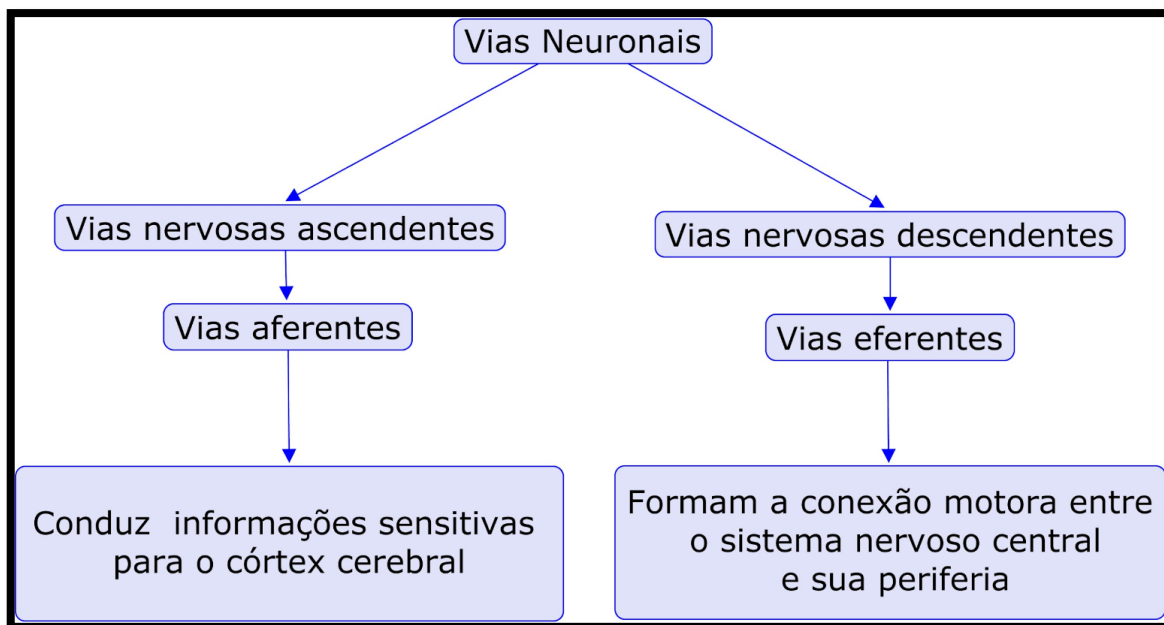 Vias Neuronais
Vias nervosas ascendentes
Vias nervosas descendentes
Vias aferentes
Vias eferentes
Conduz informações sensitivas
para o córtex cerebral
Formam a conexão motora entre
o sistema nervoso central
e sua periferia